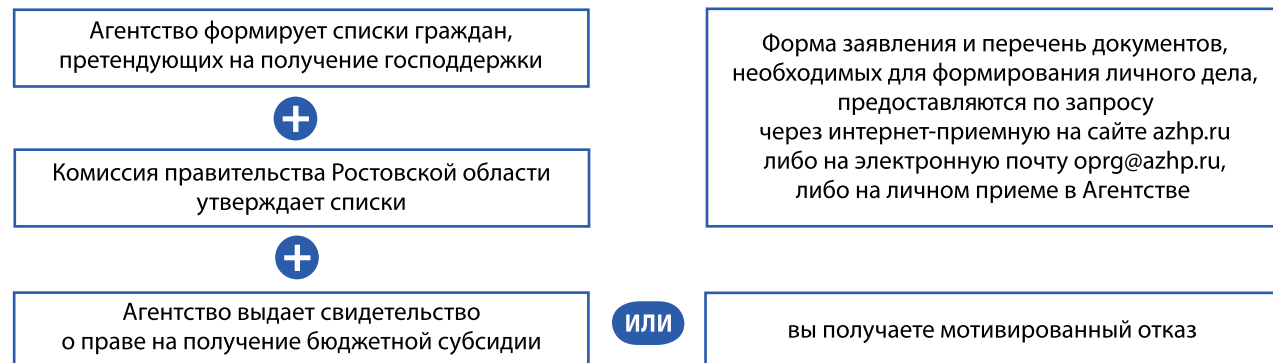 Агентство формирует списки граждан,
претендующих на получение господдержки
Комиссия правительства Ростовской области
утверждает списки
Агентство выдает свидетельство
о праве на получение бюджетной субсидии
ИЛИ
вы получаете мотивированный отказ
Форма заявления и перечень документов,
необходимых для формирования личного дела,
предоставляются по запросу
через интернет-приемную на сайте azhp.ru
либо на электронную почту oprg@azhp.ru,
либо на личном приеме в Агентстве